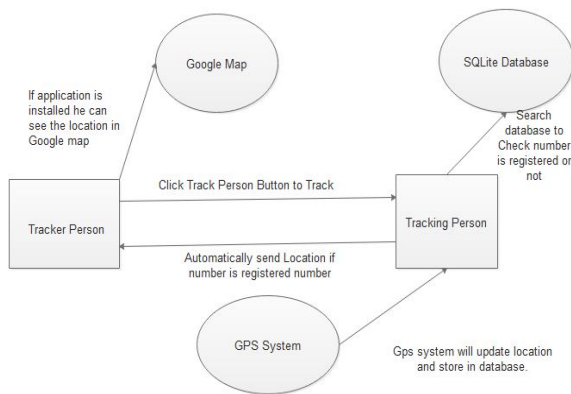 Google Map
SQLite Database
If application is
installed he can
see the location in
Google map
Search
database to
Check number
is registered or
not
Click Track Person Button to Track
Tracker Person
Tracking Person
Automatically send Location if
number is registered number
GPS System
Gps system will update location
and store in database.